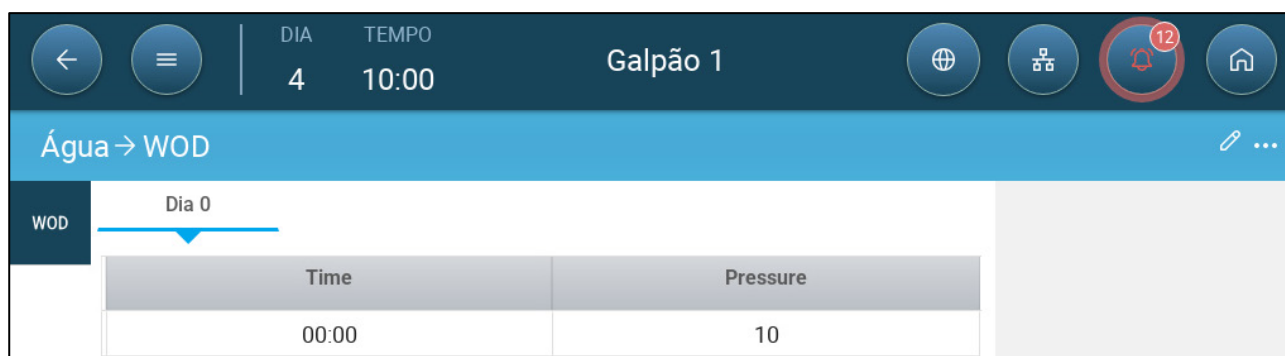 DIA TEMPO
4 10:00
Galpão 1
12
Água → WOD
WOD
Dia 0
Time Pressure
00:00 10